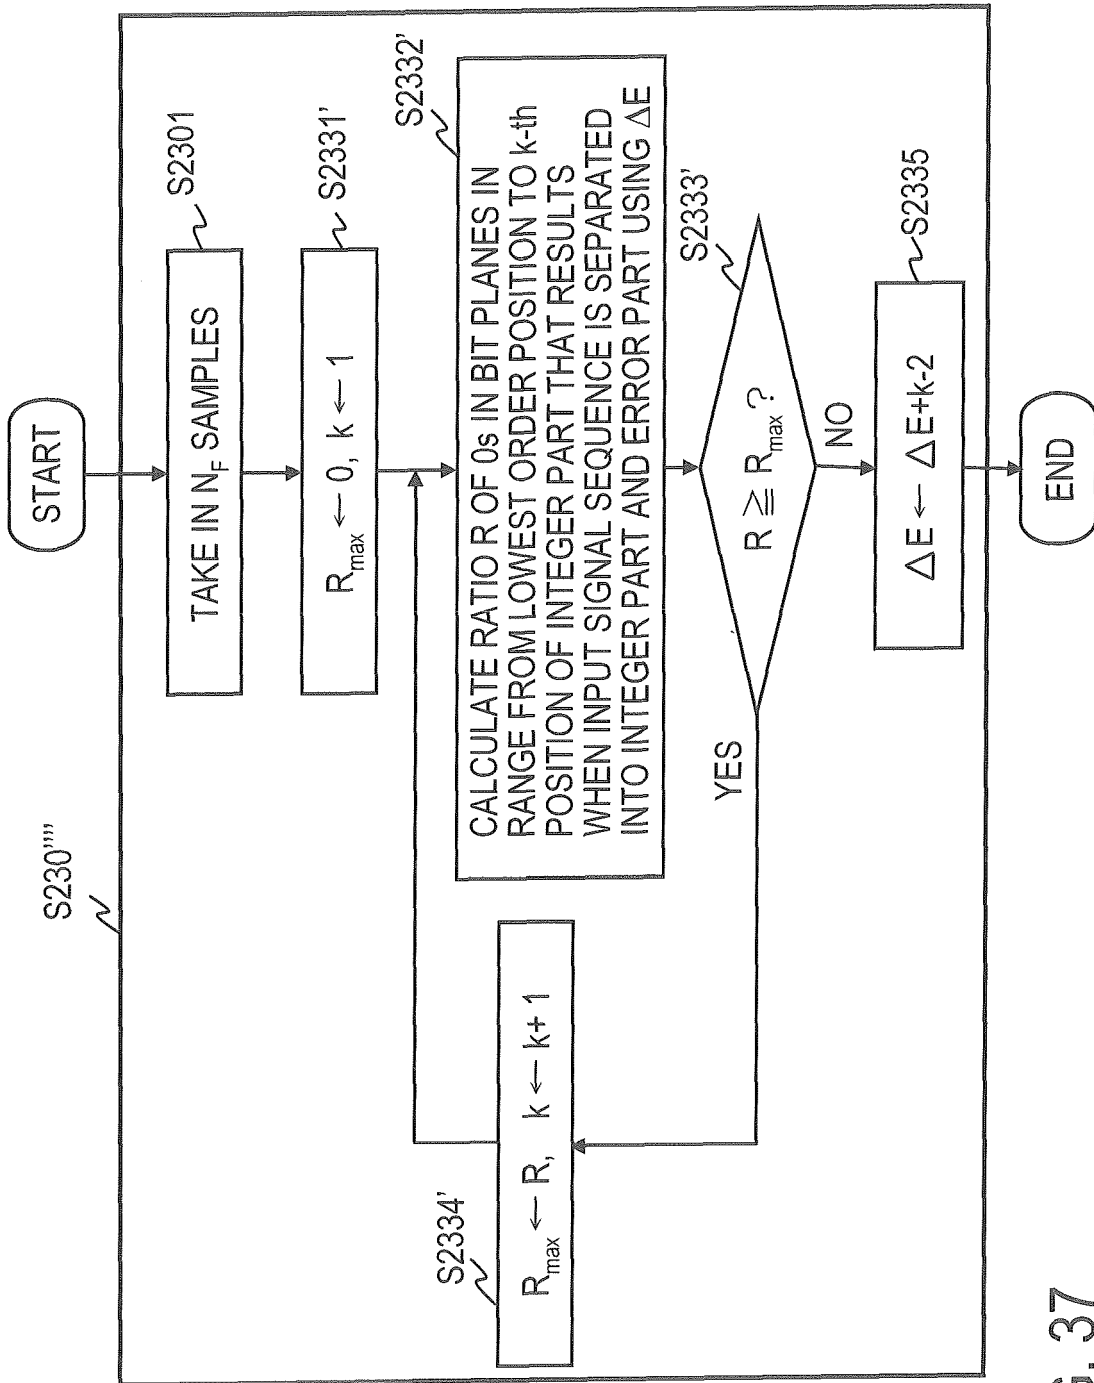 S230''''
START
TAKE IN N_F SAMPLES
S2301
R_max ← 0, k ← 1
S2331'
CALCULATE RATIO R OF 0s IN BIT PLANES IN
RANGE FROM LOWEST ORDER POSITION TO k-th
POSITION OF INTEGER PART THAT RESULTS
WHEN INPUT SIGNAL SEQUENCE IS SEPARATED
INTO INTEGER PART AND ERROR PART USING ΔE
S2332'
R ≧ R_max ?
S2333'
YES
NO
S2334'
R_max ← R, k ← k+1
ΔE ← ΔE+k-2
S2335
END
37